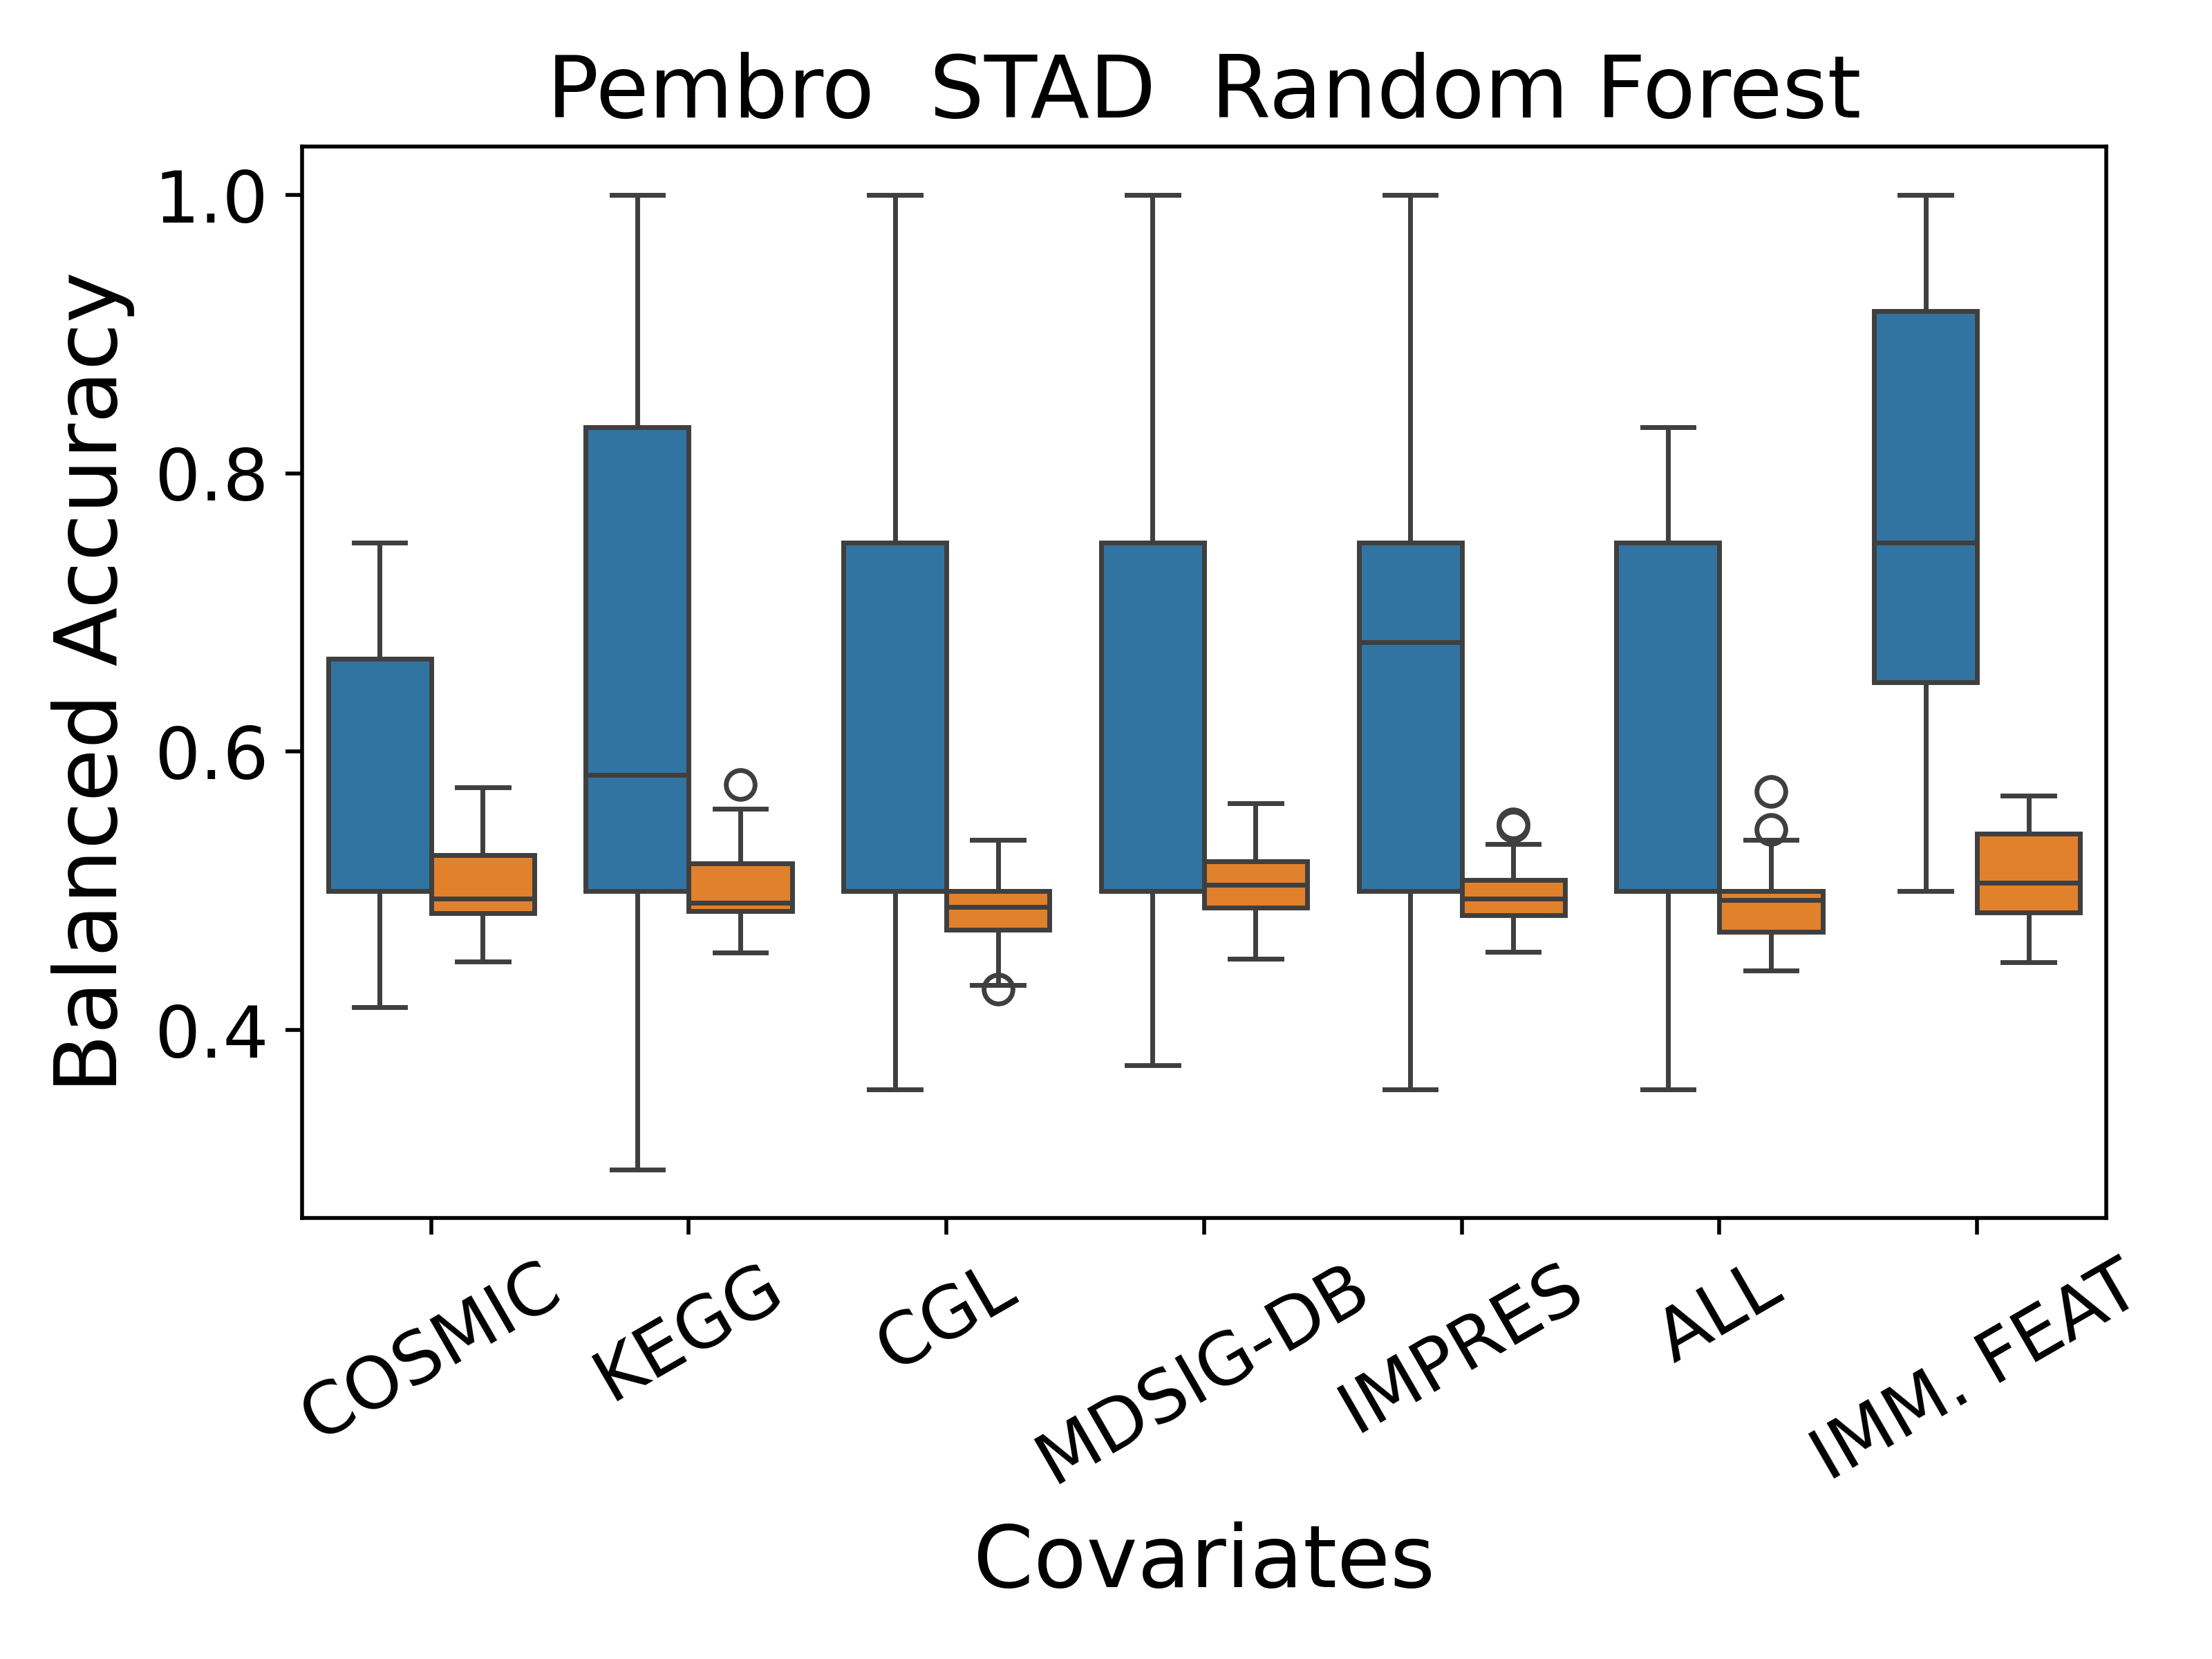 Pembro STAD Random Forest
Balanced Accuracy
1.0
0.8
0.6
0.4
COSMIC
KEGG
CGL
MDSIG-DB
IMPRES
ALL
IMM. FEAT
Covariates